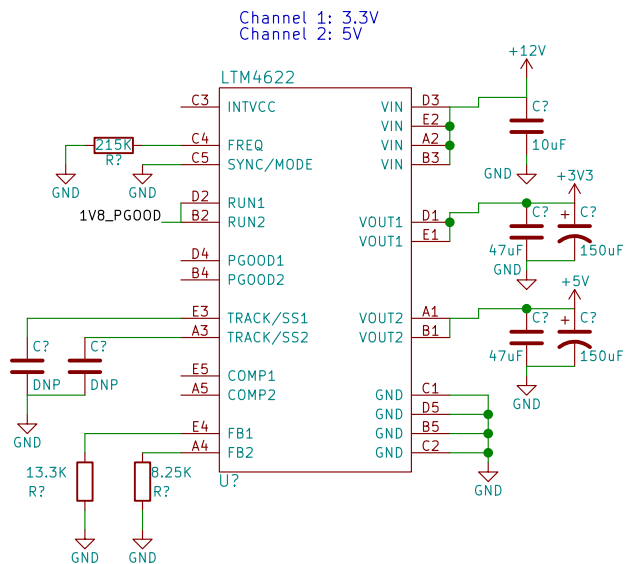 Channel 1: 3.3V
Channel 2: 5V
+12V
LTM4622
C3 INTVCC VIN D3 C?
E2 VIN
215K C4 FREQ VIN A2 10uF
R? C5 SYNC/MODE VIN B3
GND GND GND +3V3
D2 RUN1
1V8_PGOOD B2 RUN2 VOUT1 D1 C? + C?
VOUT1 E1 47uF 150uF
D4 PGOOD1 GND
B4 PGOOD2 +5V
E3 TRACK/SS1 VOUT2 A1 C? + C?
A3 TRACK/SS2 VOUT2 B1
C? C? 47uF 150uF
E5 COMP1
DNP DNP A5 COMP2 GND C1 GND
GND D5
E4 FB1 GND B5
GND
A4 FB2 GND C2
13.3K 8.25K
R? R? U? GND
GND GND